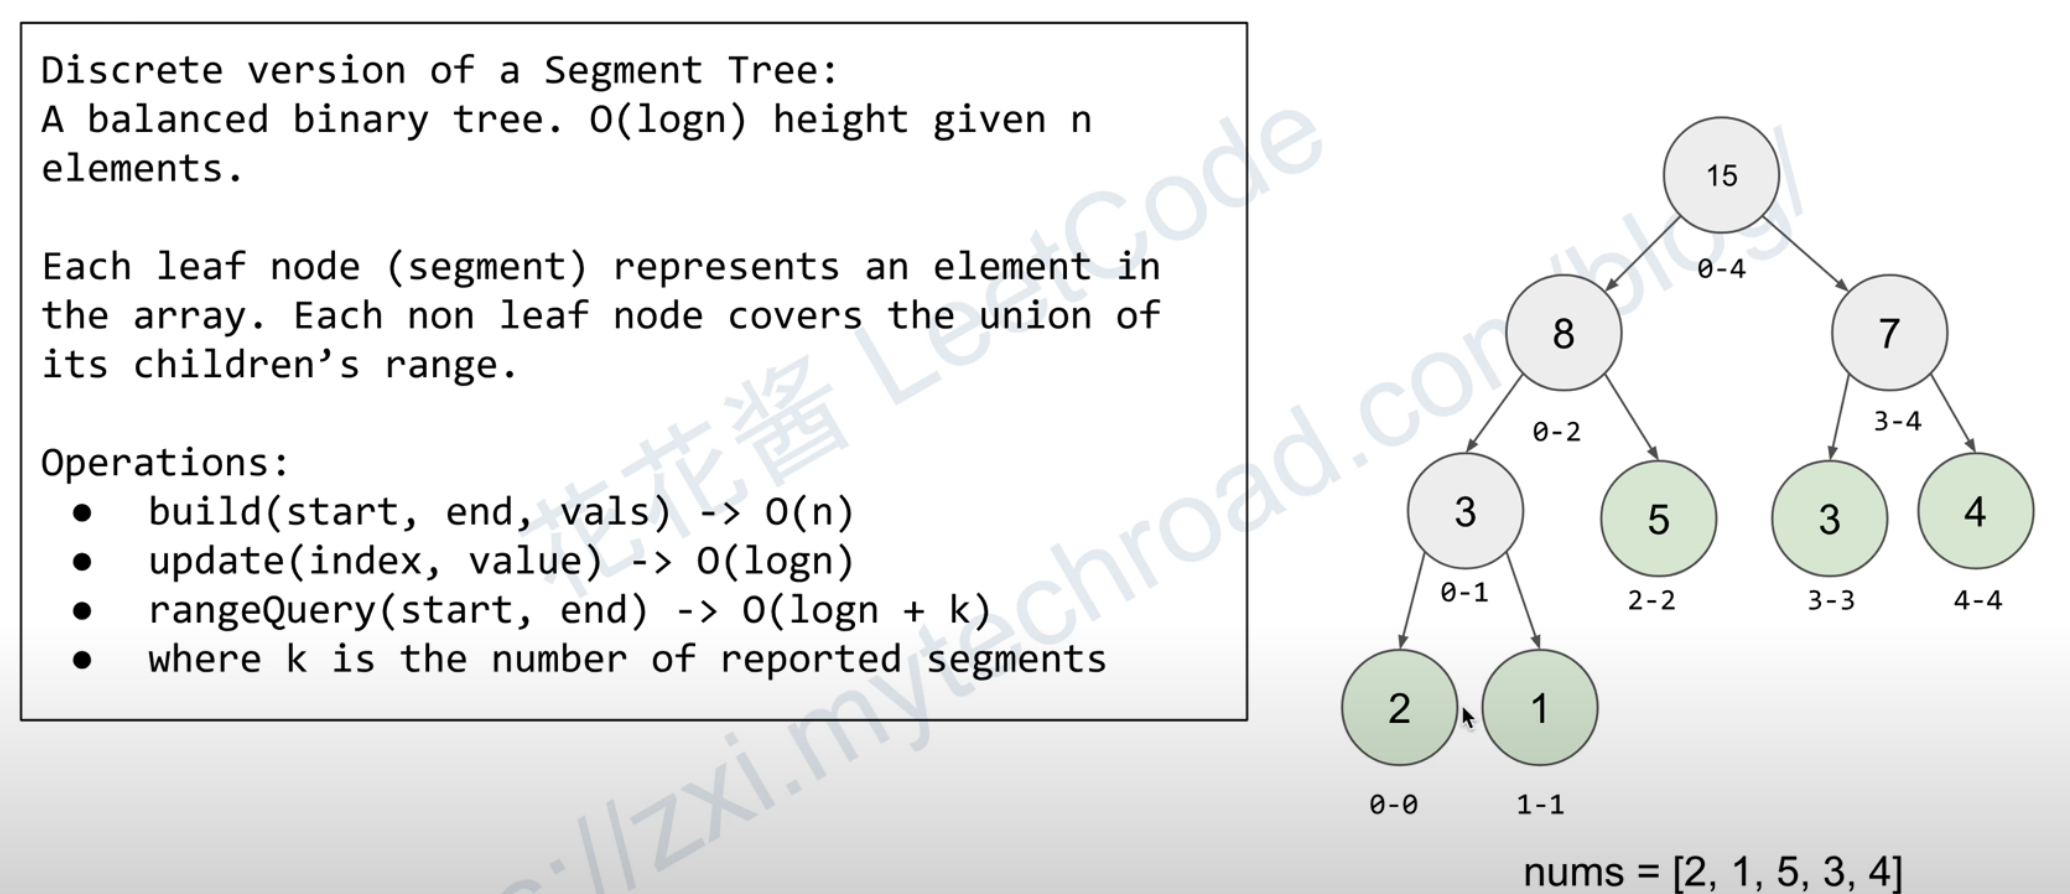 Discrete version of a Segment Tree:
A balanced binary tree. O(logn) height given n
elements.
Each leaf node (segment) represents an element in
the array. Each non leaf node covers the union of
its children’s range.
Operations:
● build(start, end, vals) -> O(n)
● update(index, value) -> O(logn)
● rangeQuery(start, end) -> O(logn + k)
● where k is the number of reported segments
15
0-4
8
7
0-2
3-4
3
5
3
4
0-1
2-2
3-3
4-4
2
1
0-0
1-1
nums = [2, 1, 5, 3, 4]
花花酱 LeetCode
s://zxi.mytechroad.com/blog/